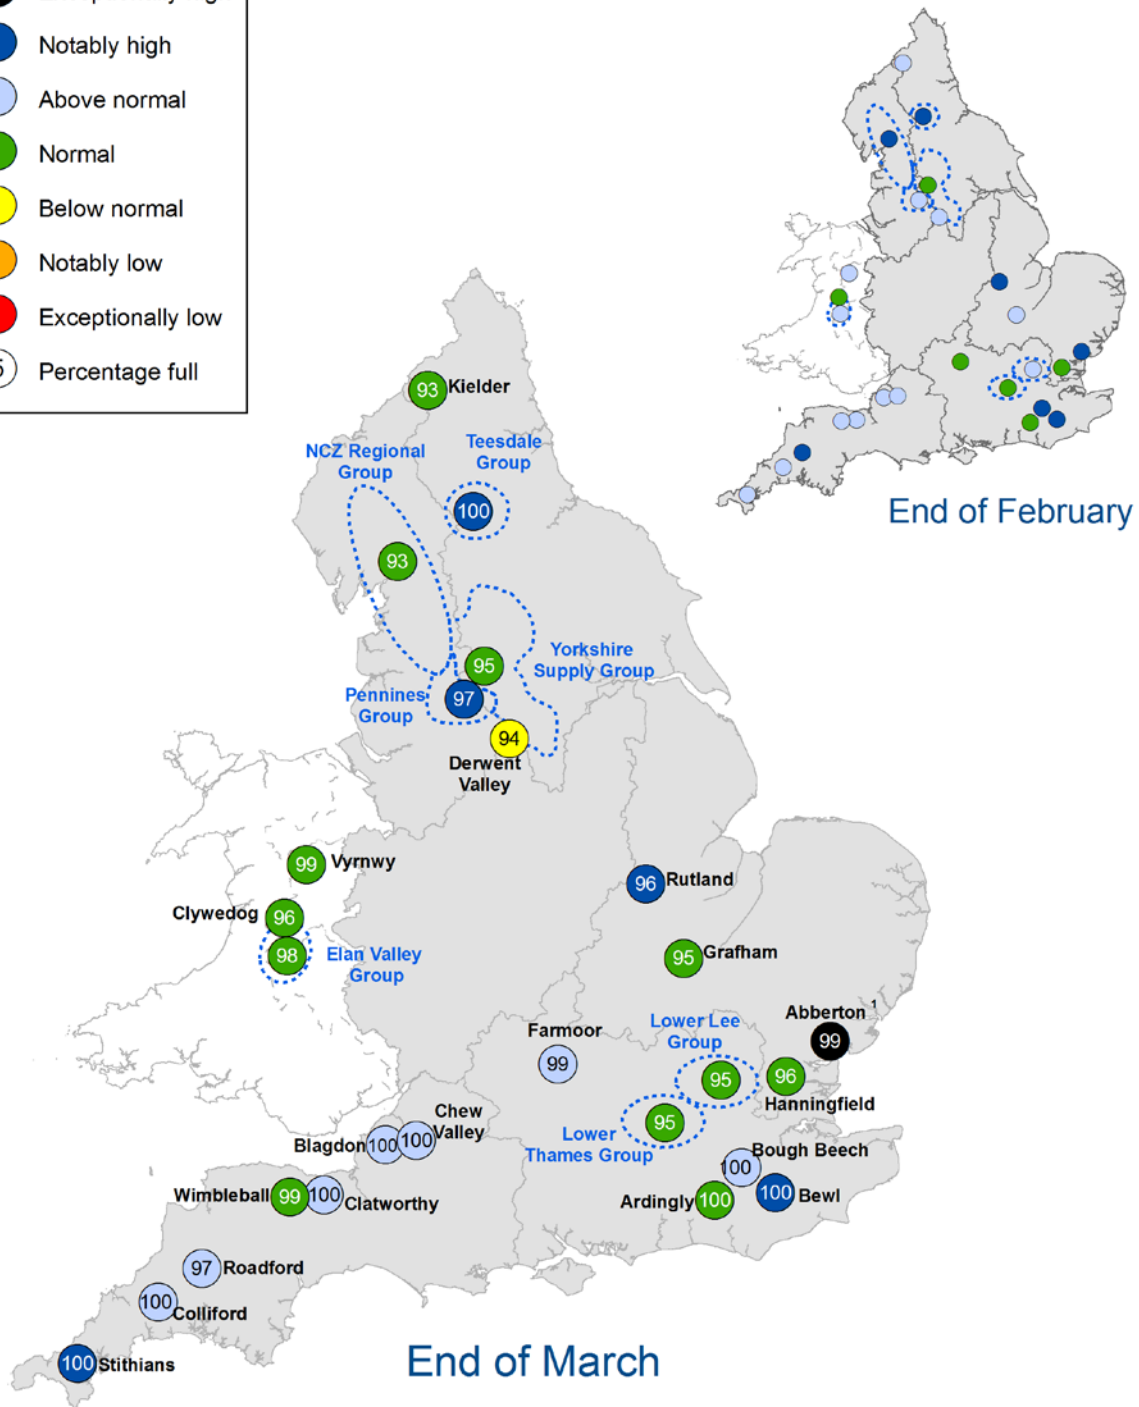 Notably high
Above normal
Normal
Below normal
Notably low
Exceptionally low
5 Percentage full
End of February
93 Kielder
NCZ Regional
Group
Teesdale
Group
100
93
95
Yorkshire
Supply Group
Pennines
Group
97
94
Derwent
Valley
99 Vyrnwy
Clywedog 96
98
Elan Valley
Group
96 Rutland
95 Grafham
Abberton 1
99
Farmoor
99
Lower Lee
Group
95
96
Hanningfield
95
Lower
Thames Group
Chew
Valley
Blagdon 100 100
Bough Beech
100
Wimbleball 99 100
Clatworthy
Ardingly 100
100 Bewl
97 Roadford
100
Colliford
100 Stithians
End of March